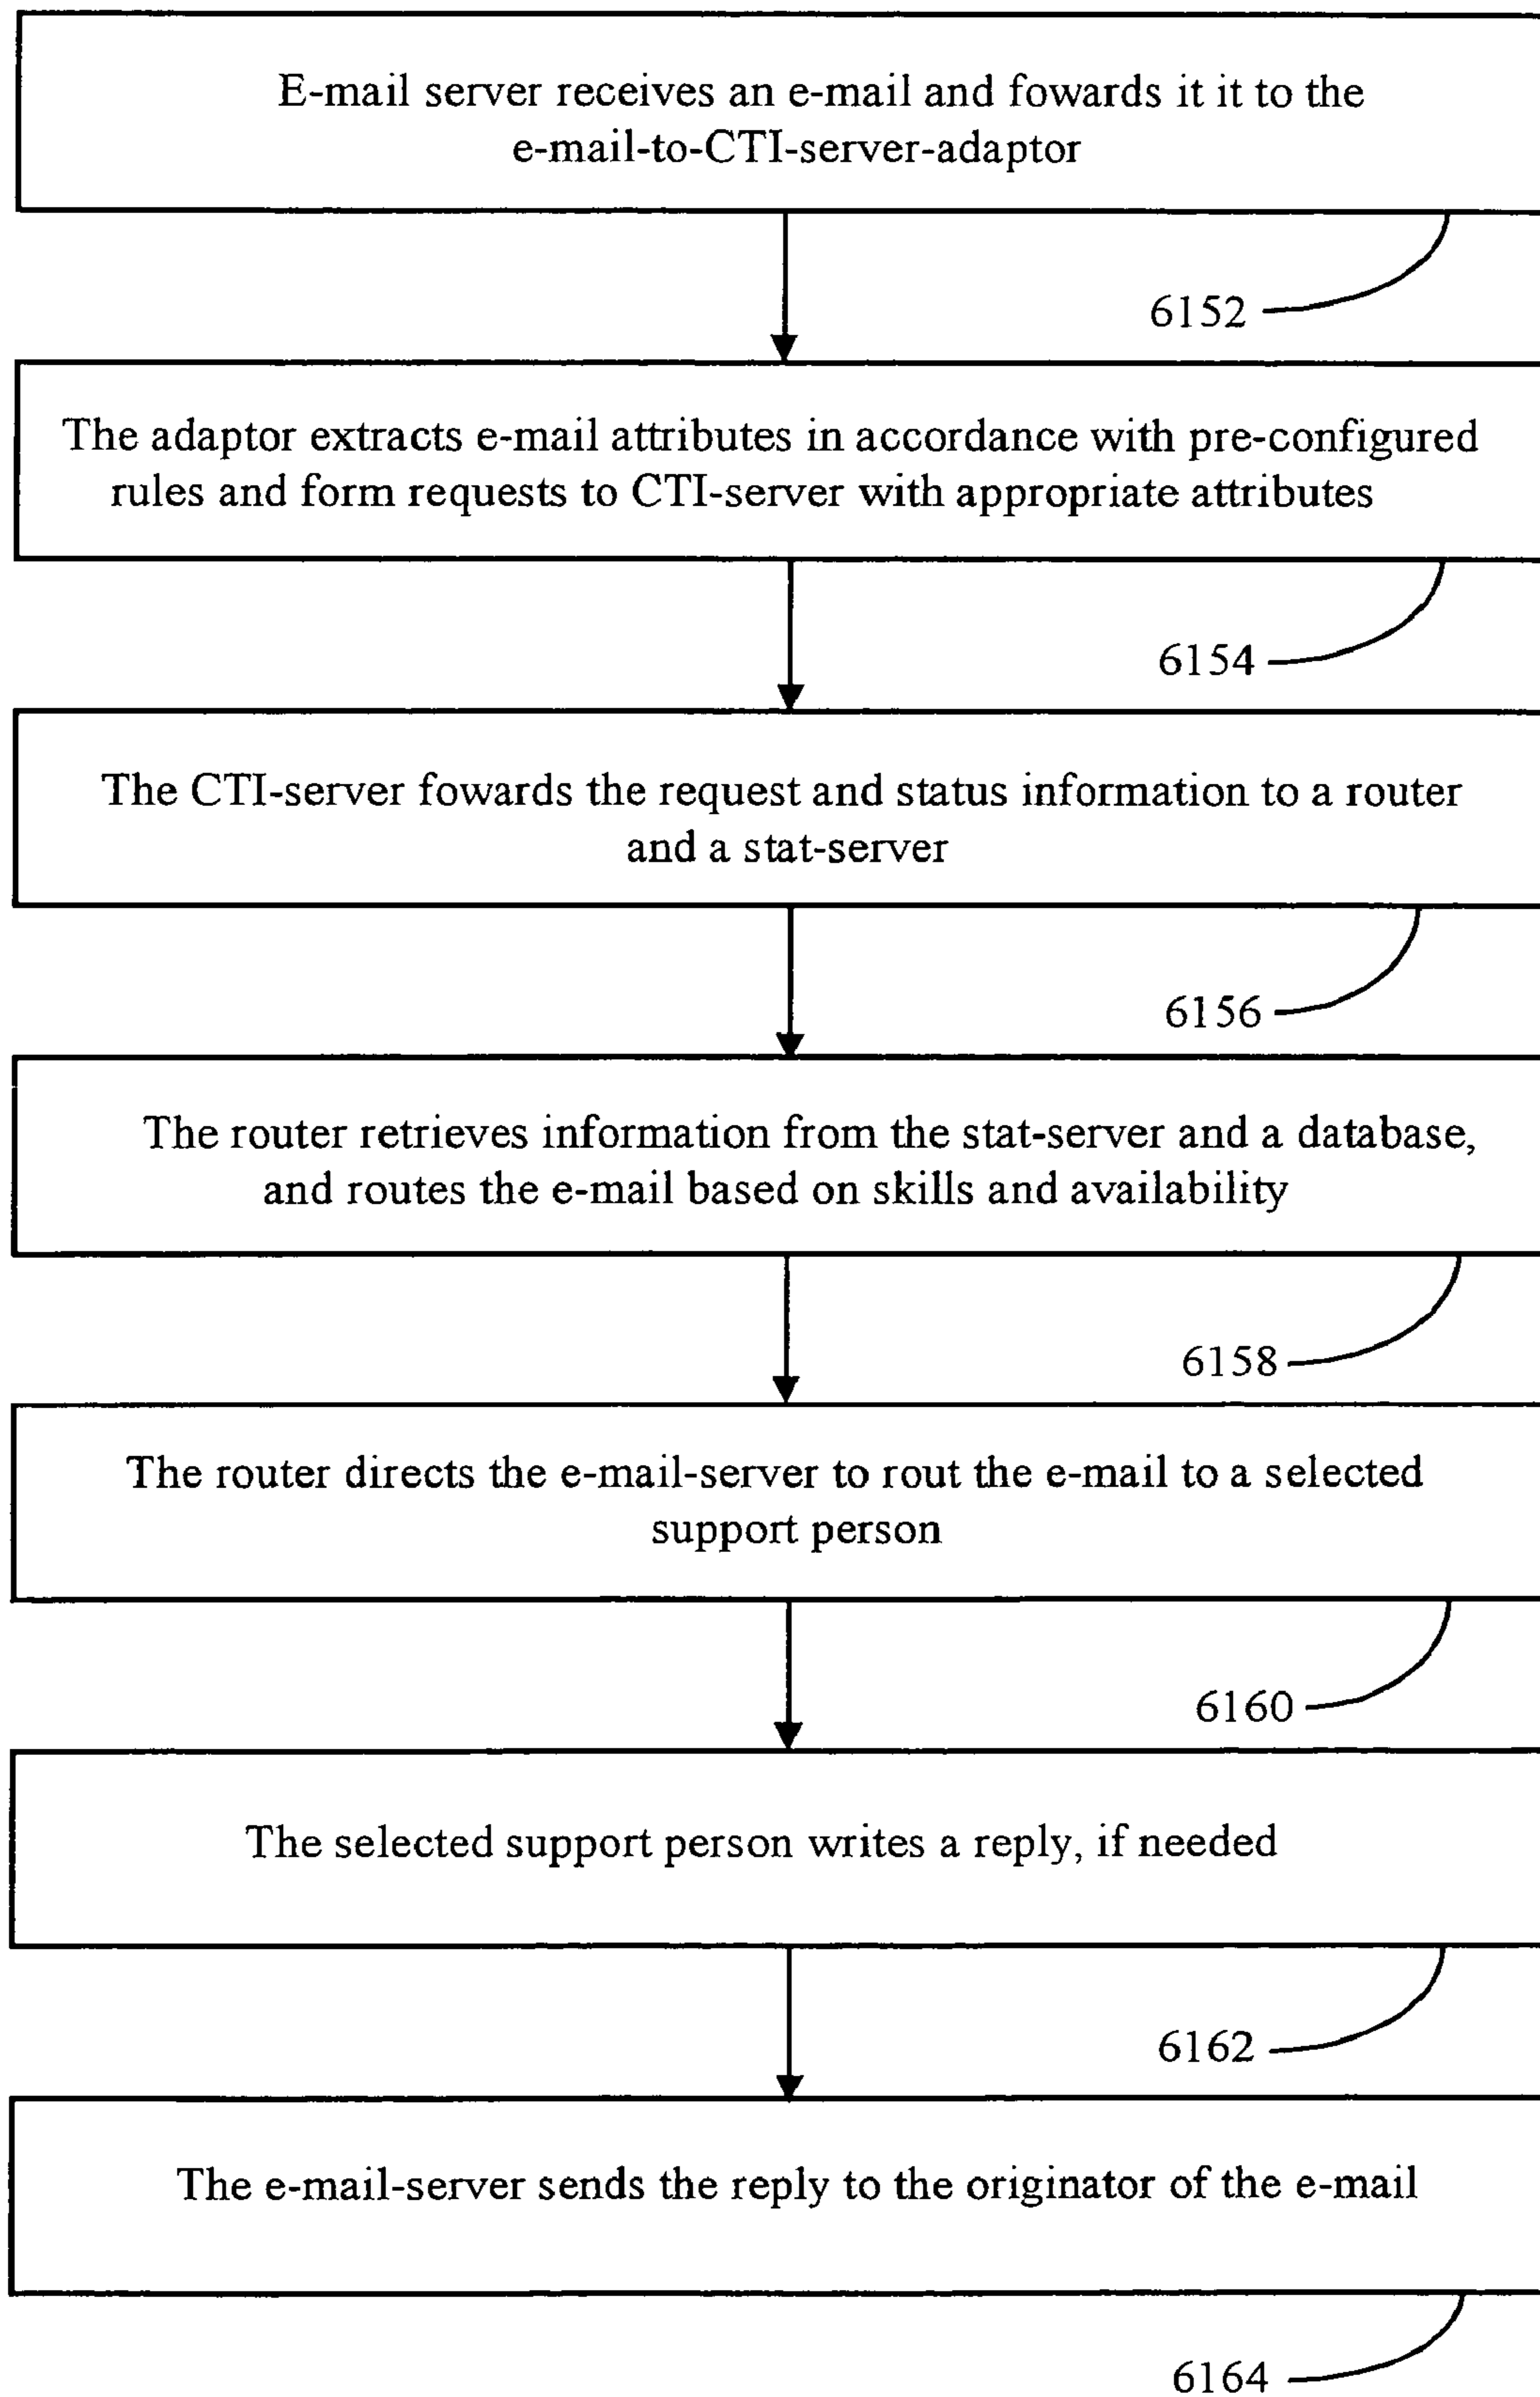 E-mail server receives an e-mail and fowards it it to the
e-mail-to-CTI-server-adaptor
6152
The adaptor extracts e-mail attributes in accordance with pre-configured
rules and form requests to CTI-server with appropriate attributes
6154
The CTI-server fowards the request and status information to a router
and a stat-server
6156
The router retrieves information from the stat-server and a database,
and routes the e-mail based on skills and availability
6158
The router directs the e-mail-server to rout the e-mail to a selected
support person
6160
The selected support person writes a reply, if needed
6162
The e-mail-server sends the reply to the originator of the e-mail
6164